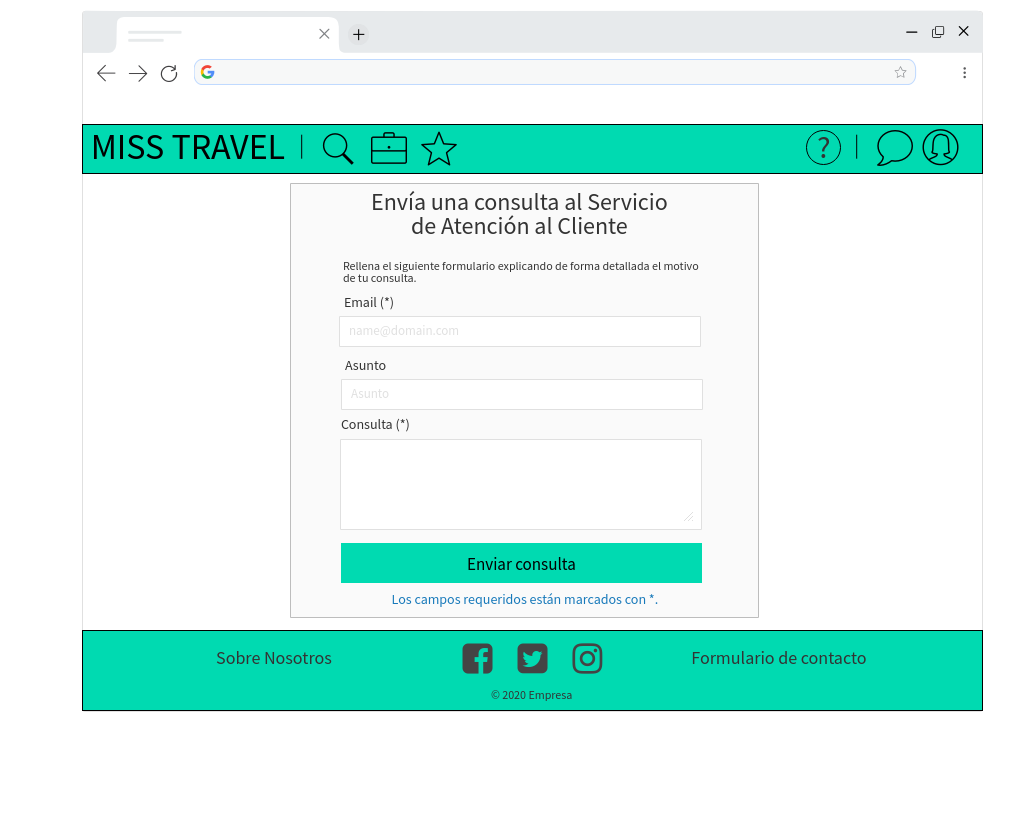 MISS TRAVEL
?
Envía una consulta al Servicio
de Atención al Cliente
Rellena el siguiente formulario explicando de forma detallada el motivo
de tu consulta.
Email (*)
name@domain.com
Asunto
Asunto
Consulta (*)
Enviar consulta
Los campos requeridos están marcados con *.
Sobre Nosotros
Formulario de contacto
© 2020 Empresa